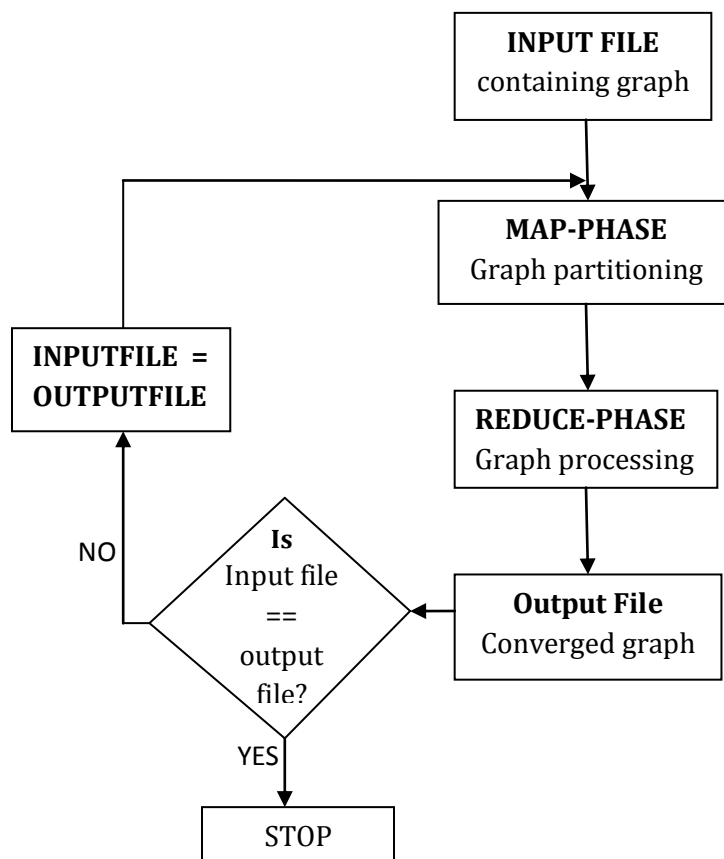 INPUT FILE
containing graph
MAP-PHASE
Graph partitioning
INPUTFILE =
OUTPUTFILE
REDUCE-PHASE
Graph processing
NO
Is
Input file
==
output
file?
Output File
Converged graph
YES
STOP